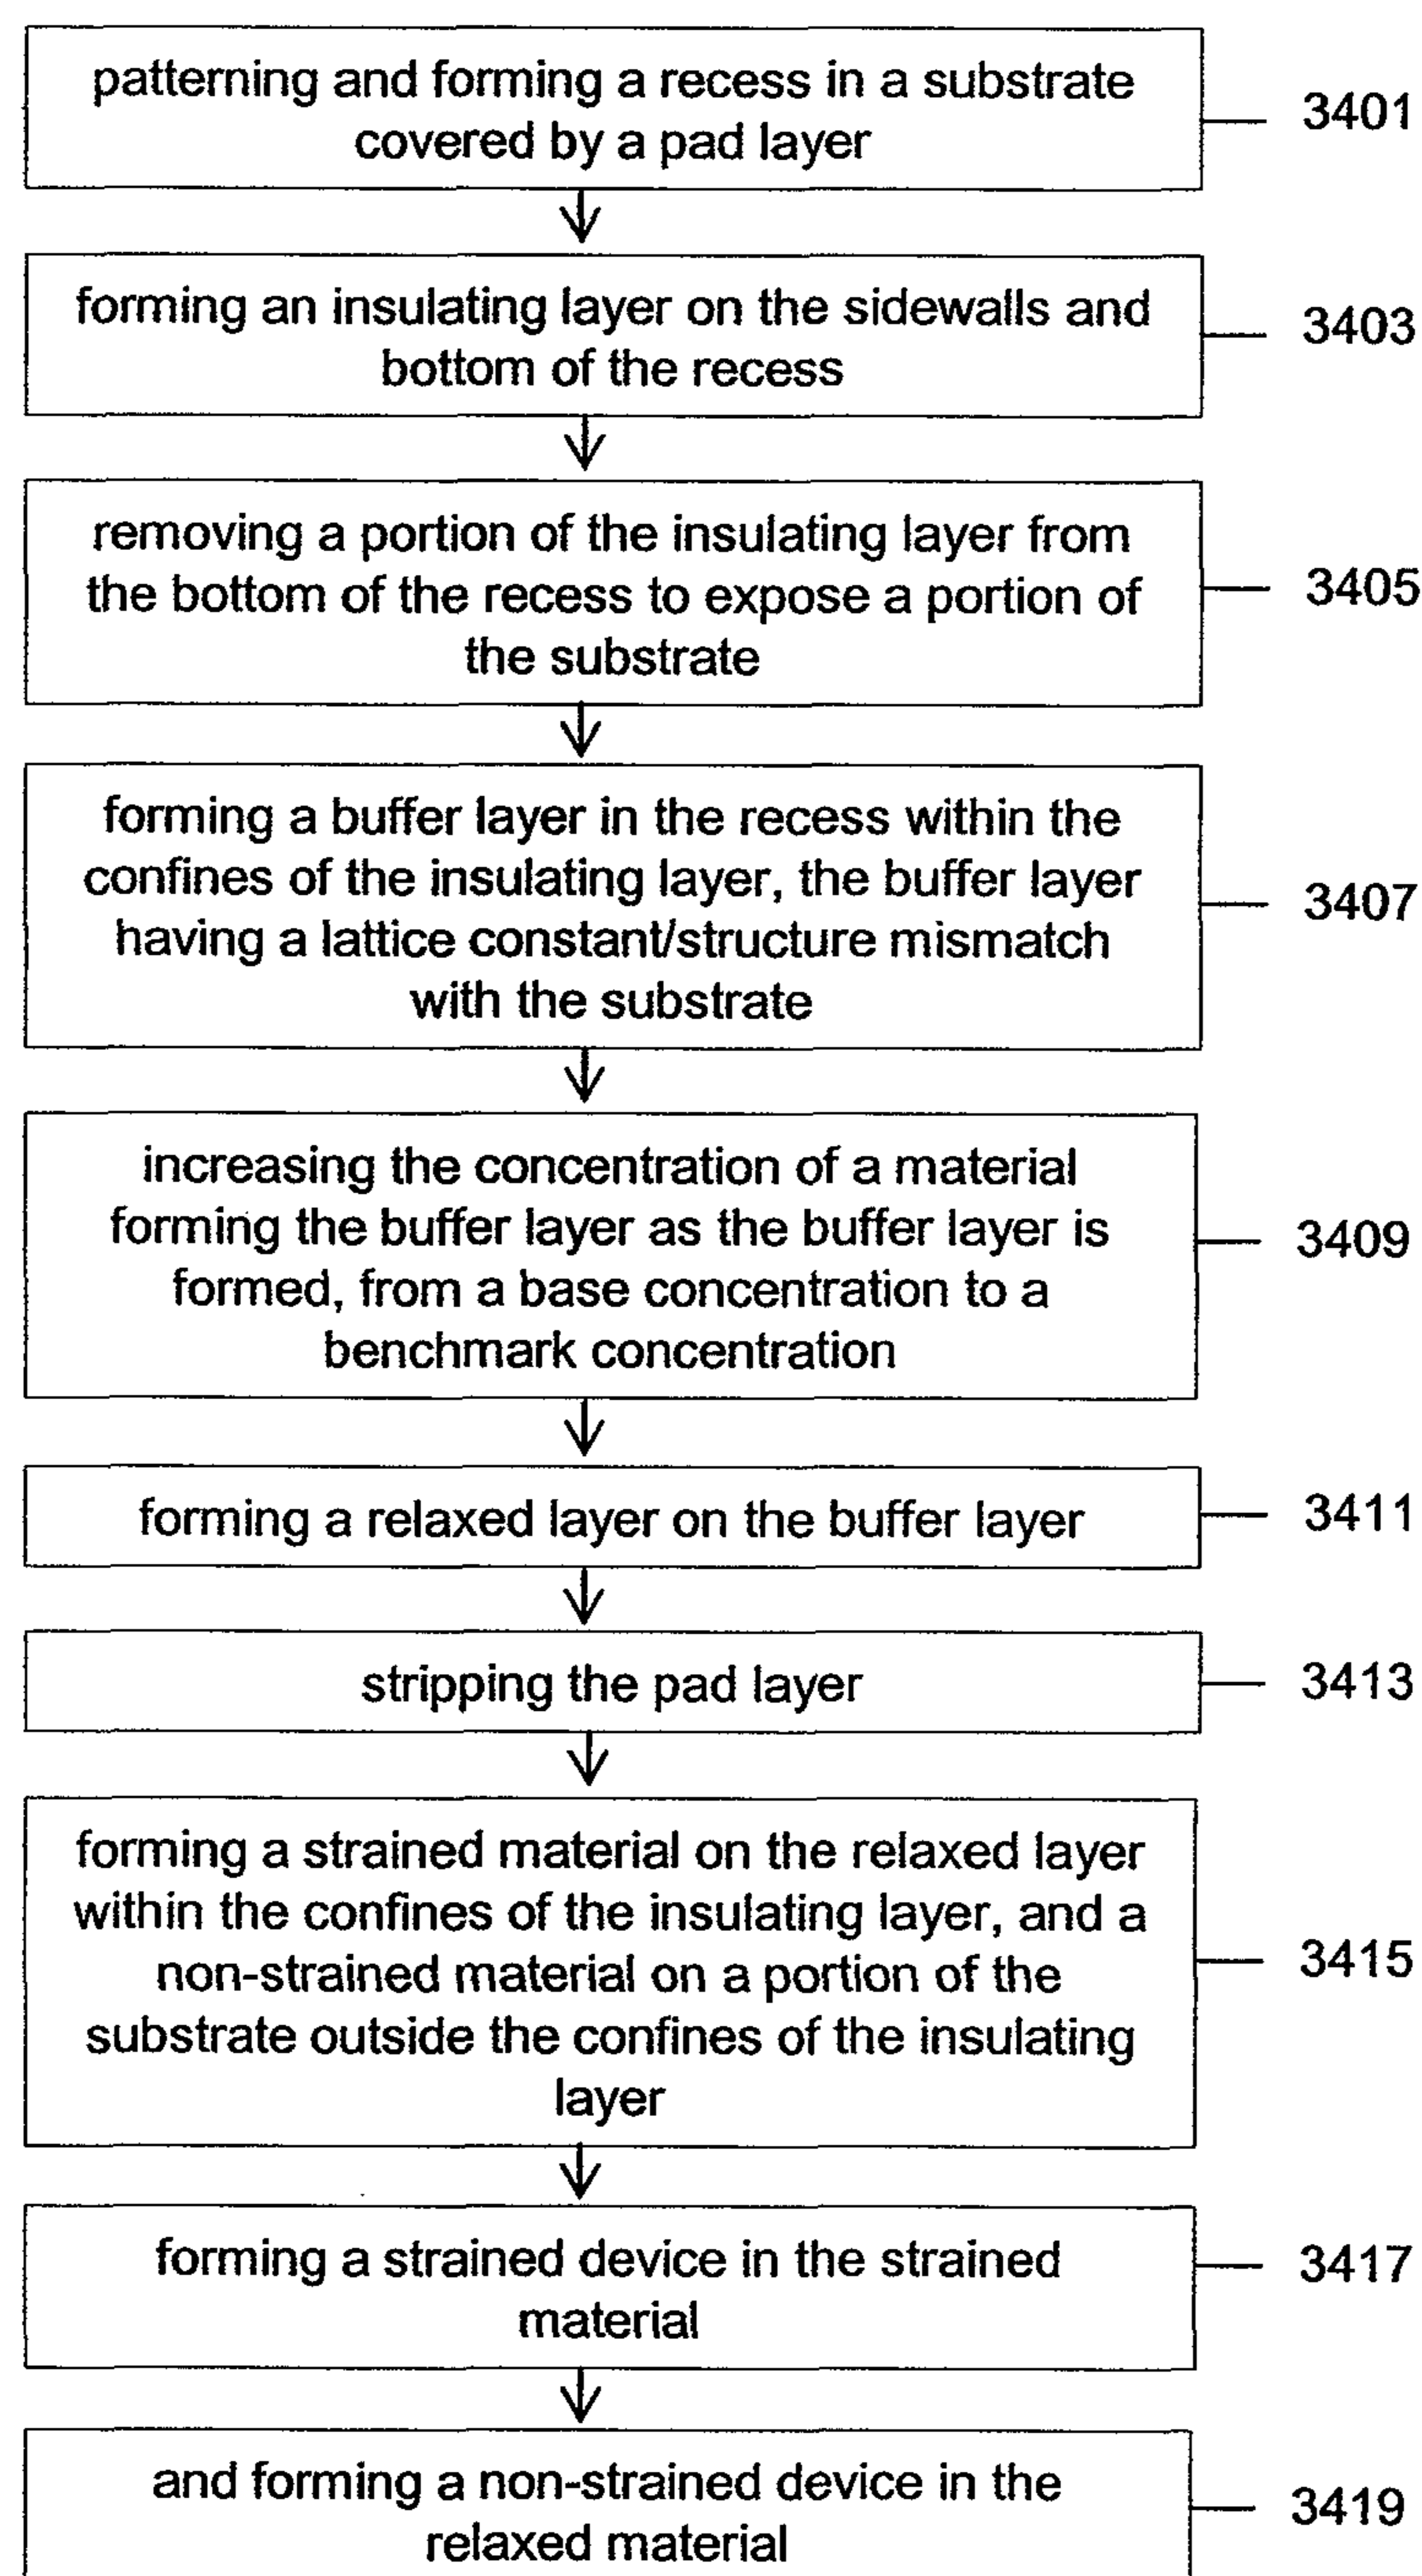 patterning and forming a recess in a substrate
covered by a pad layer
3401
forming an insulating layer on the sidewalls and
bottom of the recess
3403
removing a portion of the insulating layer from
the bottom of the recess to expose a portion of
the substrate
3405
forming a buffer layer in the recess within the
confines of the insulating layer, the buffer layer
having a lattice constant/structure mismatch
with the substrate
3407
increasing the concentration of a material
forming the buffer layer as the buffer layer is
formed, from a base concentration to a
benchmark concentration
3409
forming a relaxed layer on the buffer layer
3411
stripping the pad layer
3413
forming a strained material on the relaxed layer
within the confines of the insulating layer, and a
non-strained material on a portion of the
substrate outside the confines of the insulating
layer
3415
forming a strained device in the strained
material
3417
and forming a non-strained device in the
relaxed material
3419